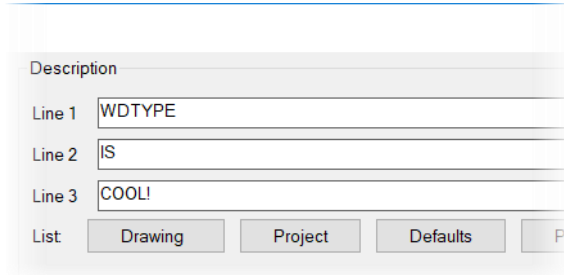 Description
Line 1 WDTYPE
Line 2 IS
Line 3 COOL!
List: Drawing Project Defaults